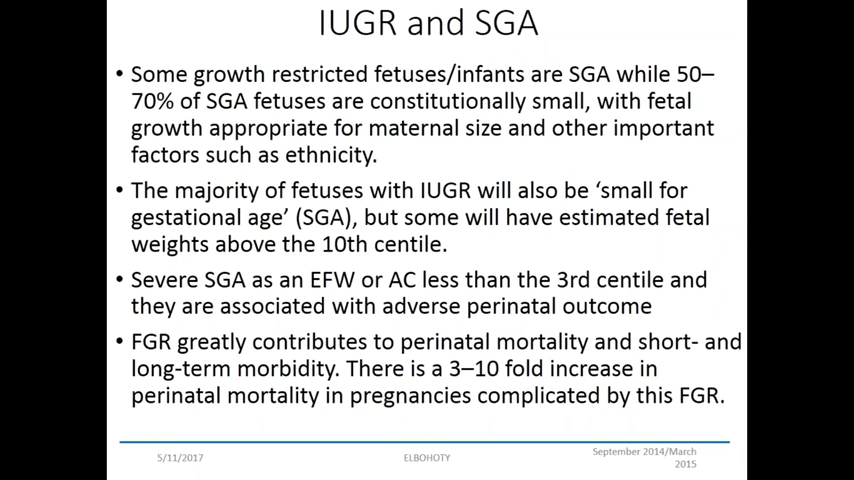 IUGR and SGA
• Some growth restricted fetuses/infants are SGA while 50–
70% of SGA fetuses are constitutionally small, with fetal
growth appropriate for maternal size and other important
factors such as ethnicity.
• The majority of fetuses with IUGR will also be ‘small for
gestational age’ (SGA), but some will have estimated fetal
weights above the 10th centile.
• Severe SGA as an EFW or AC less than the 3rd centile and
they are associated with adverse perinatal outcome
• FGR greatly contributes to perinatal mortality and short- and
long-term morbidity. There is a 3–10 fold increase in
perinatal mortality in pregnancies complicated by this FGR.
5/11/2017
ELBOHOTY
September 2014/March
2015